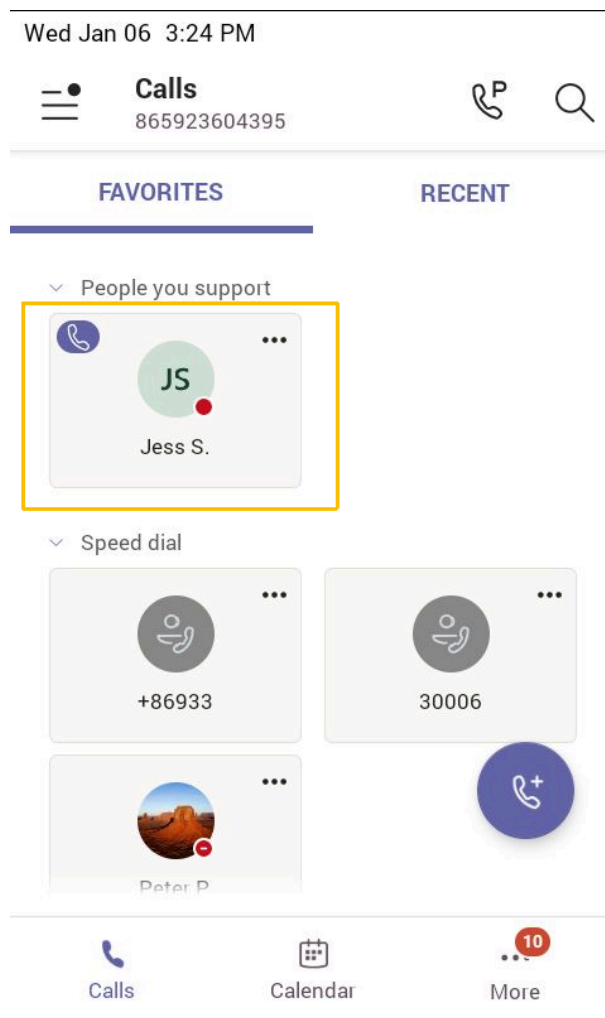 Wed Jan 06 3:24 PM
Calls
P
865923604395
FAVORITES RECENT
People you support
JS
Jess S.
Speed dial
+86933 30006
Peter P
10
Calls Calendar More